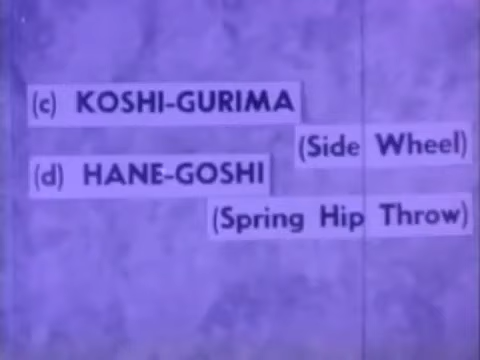 (c) KOSHI-GURIMA
(Side Wheel)
(d) HANE-GOSHI
(Spring Hip Throw)